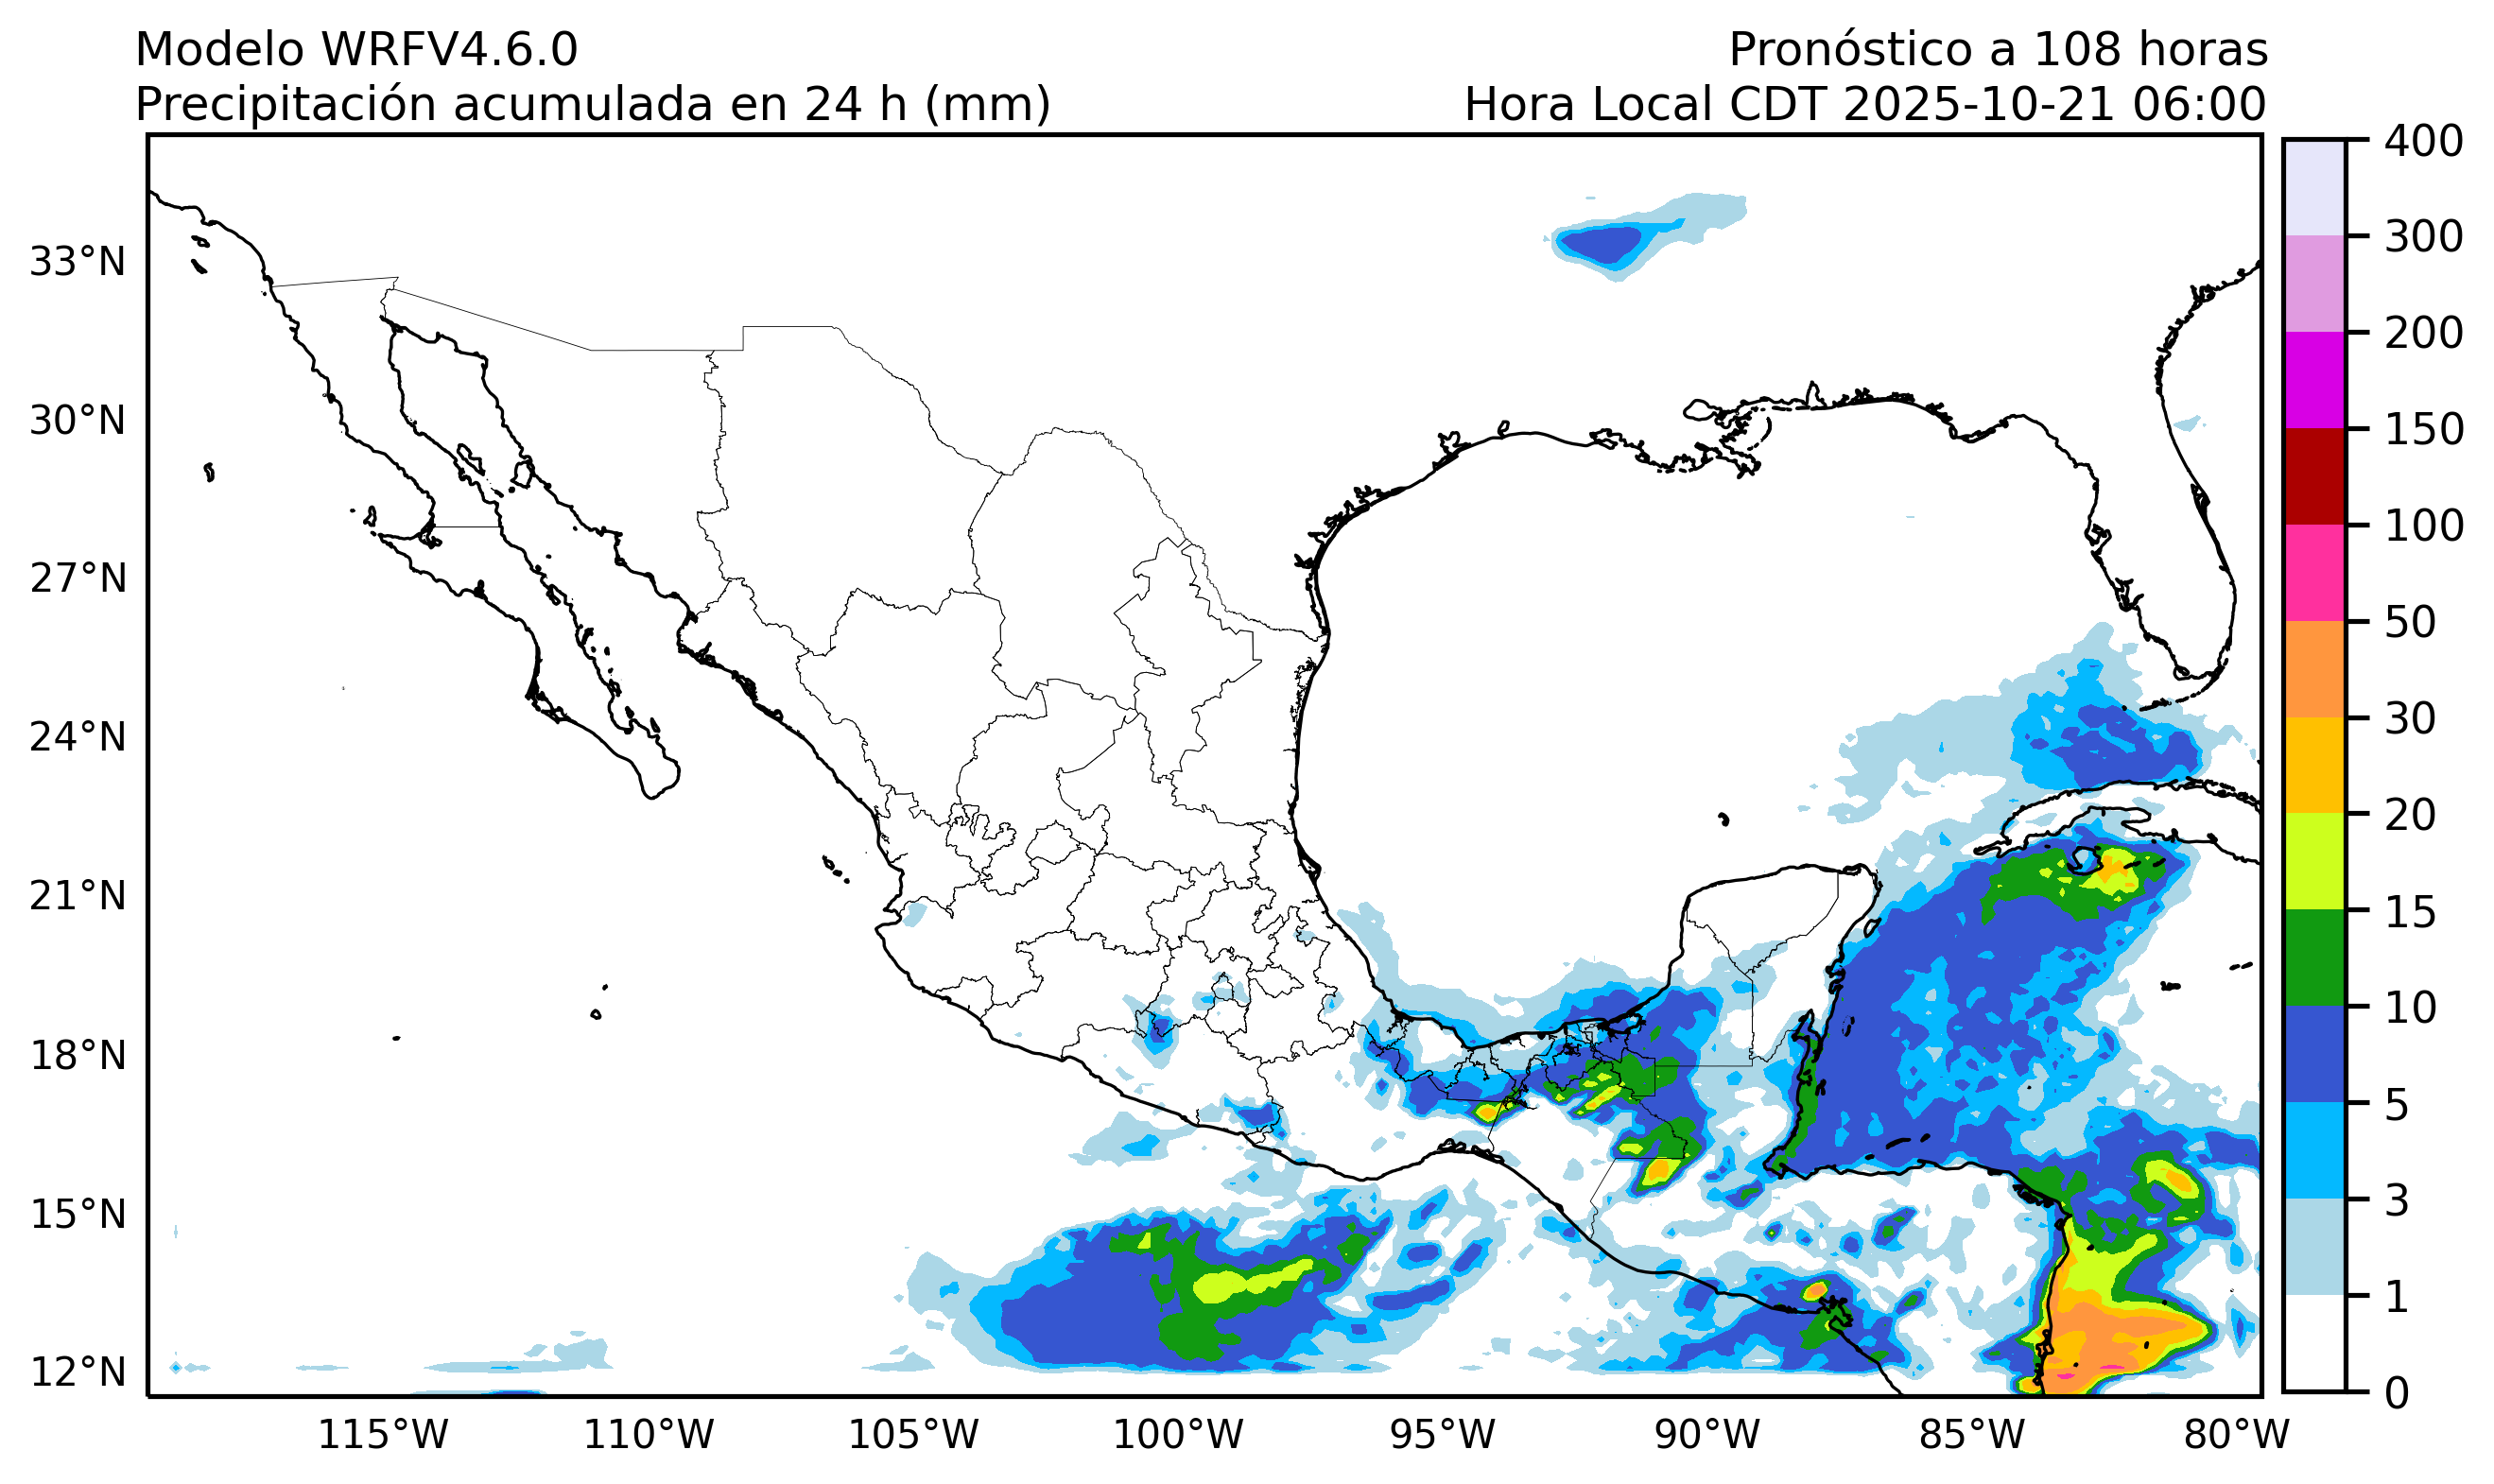 Modelo WRFV4.6.0
Pronóstico a 108 horas
Precipitación acumulada en 24 h (mm)
Hora Local CDT 2025-10-21 06:00
33°N
30°N
27°N
24°N
21°N
18°N
15°N
12°N
115°W
110°W
105°W
100°W
95°W
90°W
85°W
80°W
400
300
200
150
100
50
30
20
15
10
5
3
1
0